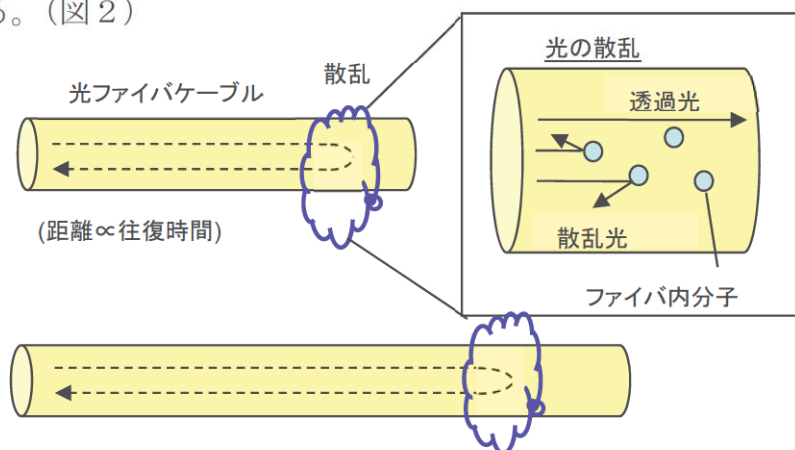 る。(図2)
光の散乱
散乱
光ファイバケーブル
透過光
(距離∝往復時間)
散乱光
ファイバ内分子